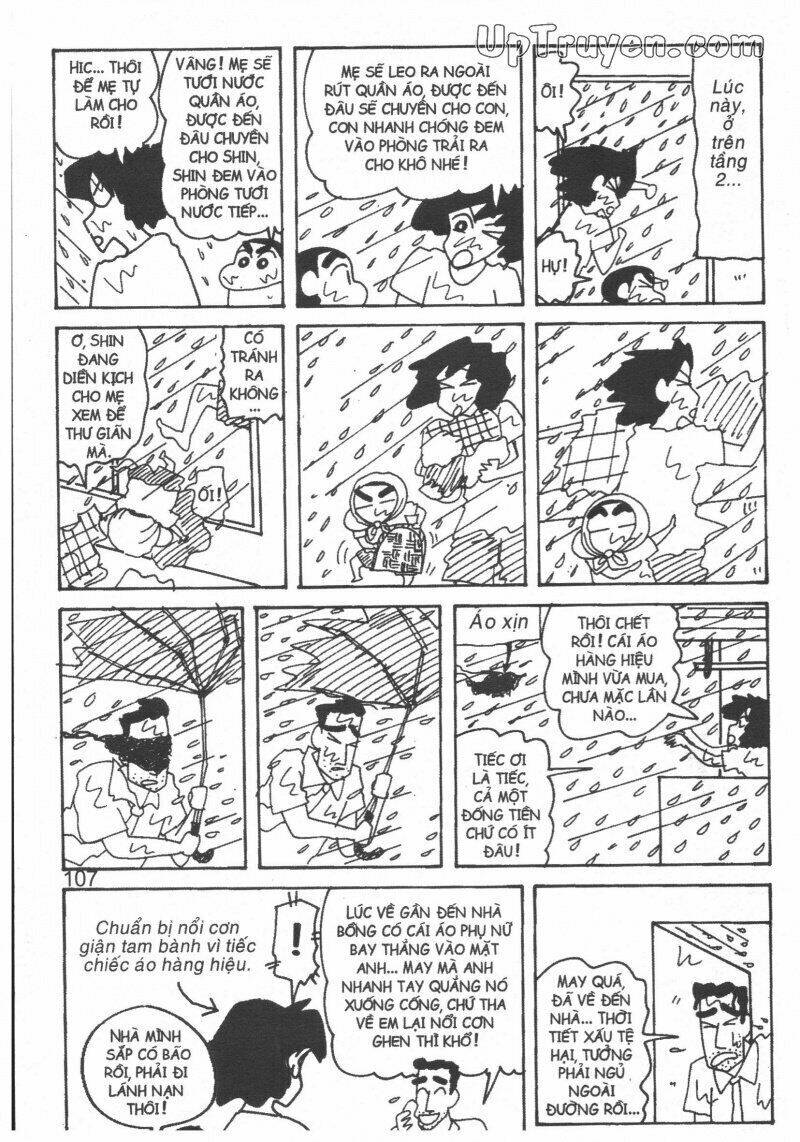 UpTruyen.com
Lúc
này,
ở
trên
tầng
2...
ÔI!
HỰ!
MẸ SẼ LEO RA NGOÀI
RÚT QUẦN ÁO, ĐƯỢC ĐẾN
ĐÂU SẼ CHUYỀN CHO CON,
CON NHANH CHÓNG ĐEM
VÀO PHÒNG TRẢI RA
CHO KHÔ NHÉ!
VÂNG! MẸ SẼ
TƯỚI NƯỚC
QUẦN ÁO,
ĐƯỢC ĐẾN
ĐÂU CHUYỀN
CHO SHIN,
SHIN ĐEM VÀO
PHÒNG TƯỚI
NƯỚC TIẾP...
HIC... THÔI
ĐỂ MẸ TỰ
LÀM CHO
RỒI!
CÓ
TRÁNH
RA
KHÔNG
...
Ơ, SHIN
ĐANG
DIỄN KỊCH
CHO MẸ
XEM ĐỂ
THƯ GIÃN
MÀ.
ỐI!
THÔI CHẾT
RỒI! CÁI ÁO
HÀNG HIỆU
MÌNH VỪA MUA,
CHƯA MẶC LẦN
NÀO...
Áo xịn
TIẾC ƠI
LÀ TIẾC,
CẢ MỘT
ĐỐNG TIỀN
CHỨ CÓ ÍT
ĐÂU!
107
MAY QUÁ,
ĐÃ VỀ ĐẾN
NHÀ... THỜI
TIẾT XẤU TỆ
HẠI, TƯỞNG
PHẢI NGỦ
NGOÀI
ĐƯỜNG RỒI...
LÚC VỀ GẦN ĐẾN NHÀ
BỖNG CÓ CÁI ÁO PHỤ NỮ
BAY THẲNG VÀO MẶT
ANH... MAY MÀ ANH
NHANH TAY QUẲNG NÓ
XUỐNG CỐNG, CHỨ THA
VỀ EM LẠI NỔI CƠN
GHEN THÌ KHỔ!
!
Chuẩn bị nổi cơn
giận tam bành vì tiếc
chiếc áo hàng hiệu.
NHÀ MÌNH
SẮP CÓ BÃO
RỒI, PHẢI ĐI
LÁNH NẠN
THÔI!